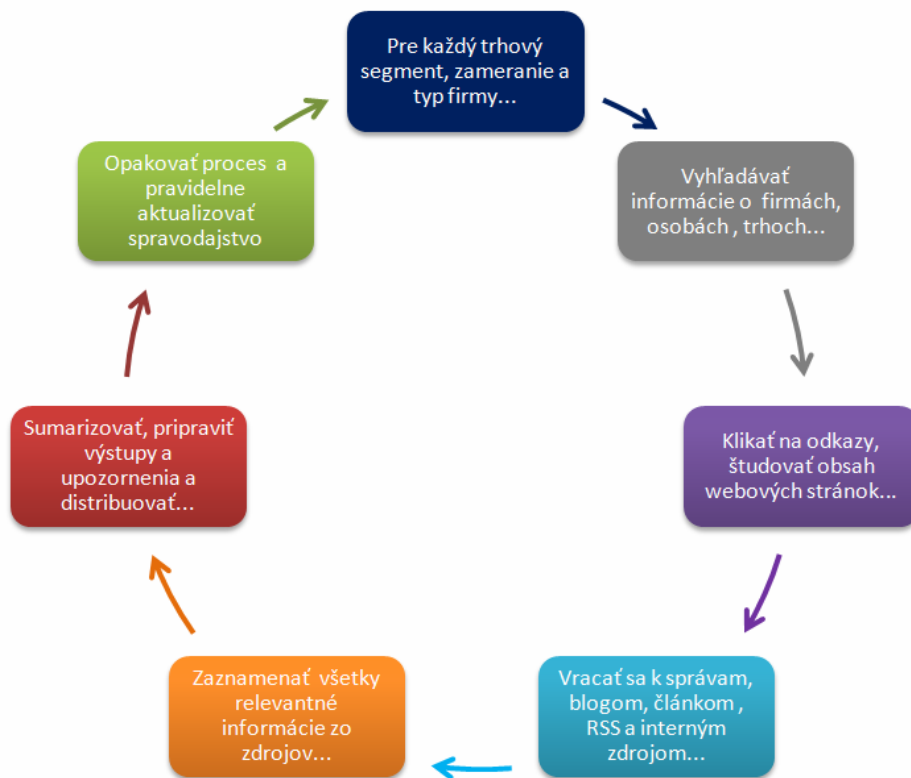 Pre každý trhový
segment, zameranie a
typ firmy...
Vyhľadávať
informácie o firmách,
osobách , trhoch...
Klikať na odkazy,
študovať obsah
webových stránok...
Vracať sa k správam,
blogom, článkom ,
RSS a interným
zdrojom...
Zaznamenať všetky
relevantné
informácie zo
zdrojov...
Sumarizovať, pripraviť
výstupy a
upozornenia a
distribuovať...
Opakovať proces a
pravidelne
aktualizovať
spravodajstvo